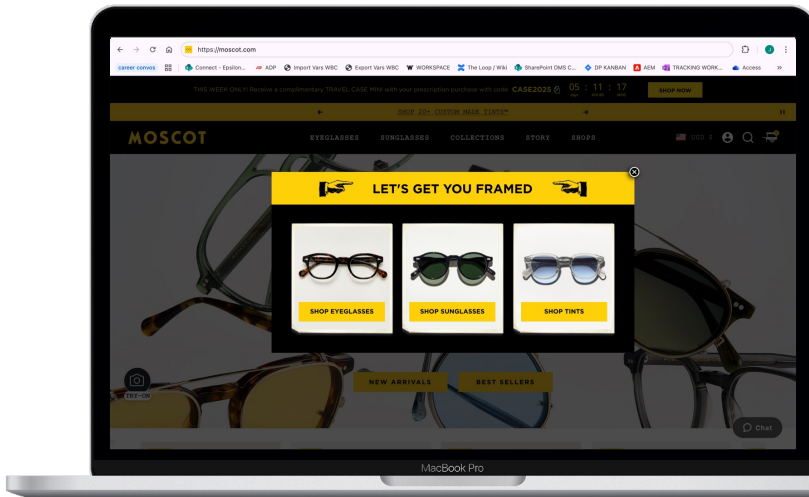 https://moscot.com
career convos
Connect - Epsilon...
ADP
Import Vars WBC
Export Vars WBC
WORKSPACE
The Loop / Wiki
SharePoint DMS C...
DP KANBAN
AEM
TRACKING WORK...
Access
THIS WEEK ONLY! Receive a complimentary TRAVEL CASE MINI with your prescription purchase with code CASE2025
05 : 11 : 17
SHOP NOW
SHOP 20+ CUSTOM MADE TINTS™
MOSCOT
EYEGLASSES SUNGLASSES COLLECTIONS STORY SHOPS
USD $
LET'S GET YOU FRAMED
SHOP EYEGLASSES
SHOP SUNGLASSES
SHOP TINTS
NEW ARRIVALS
BEST SELLERS
TRY-ON
Chat
MacBook Pro